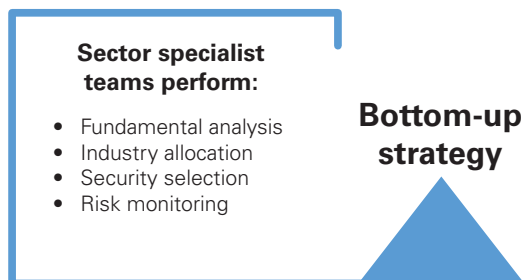 Sector specialist
teams perform:
• Fundamental analysis
• Industry allocation
• Security selection
• Risk monitoring
Bottom-up
strategy